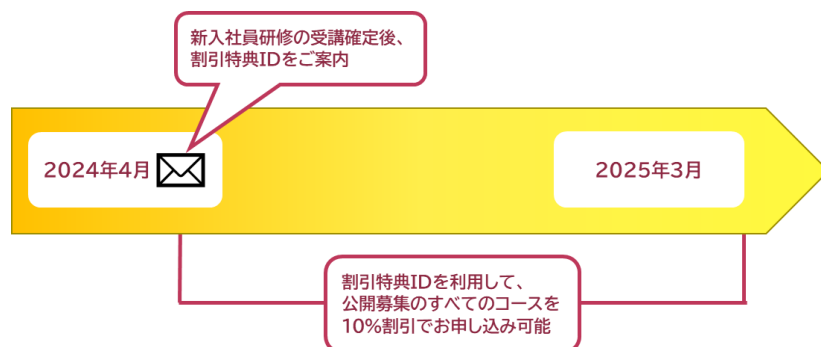 新入社員研修の受講確定後、
割引特典IDをご案内
2024年4月
2025年3月
割引特典IDを利用して、
公開募集のすべてのコースを
10%割引でお申し込み可能